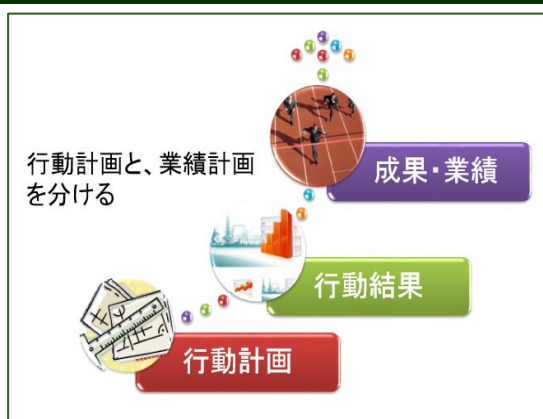 行動計画と、業績計画
を分ける
成果・業績
行動結果
行動計画